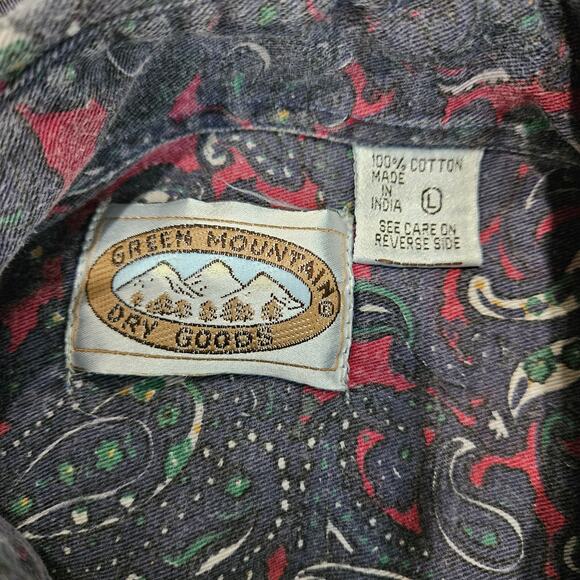 GREEN MOUNTAIN ®
DRY GOODS
100% COTTON
MADE
IN
INDIA L
SEE CARE ON
REVERSE SIDE